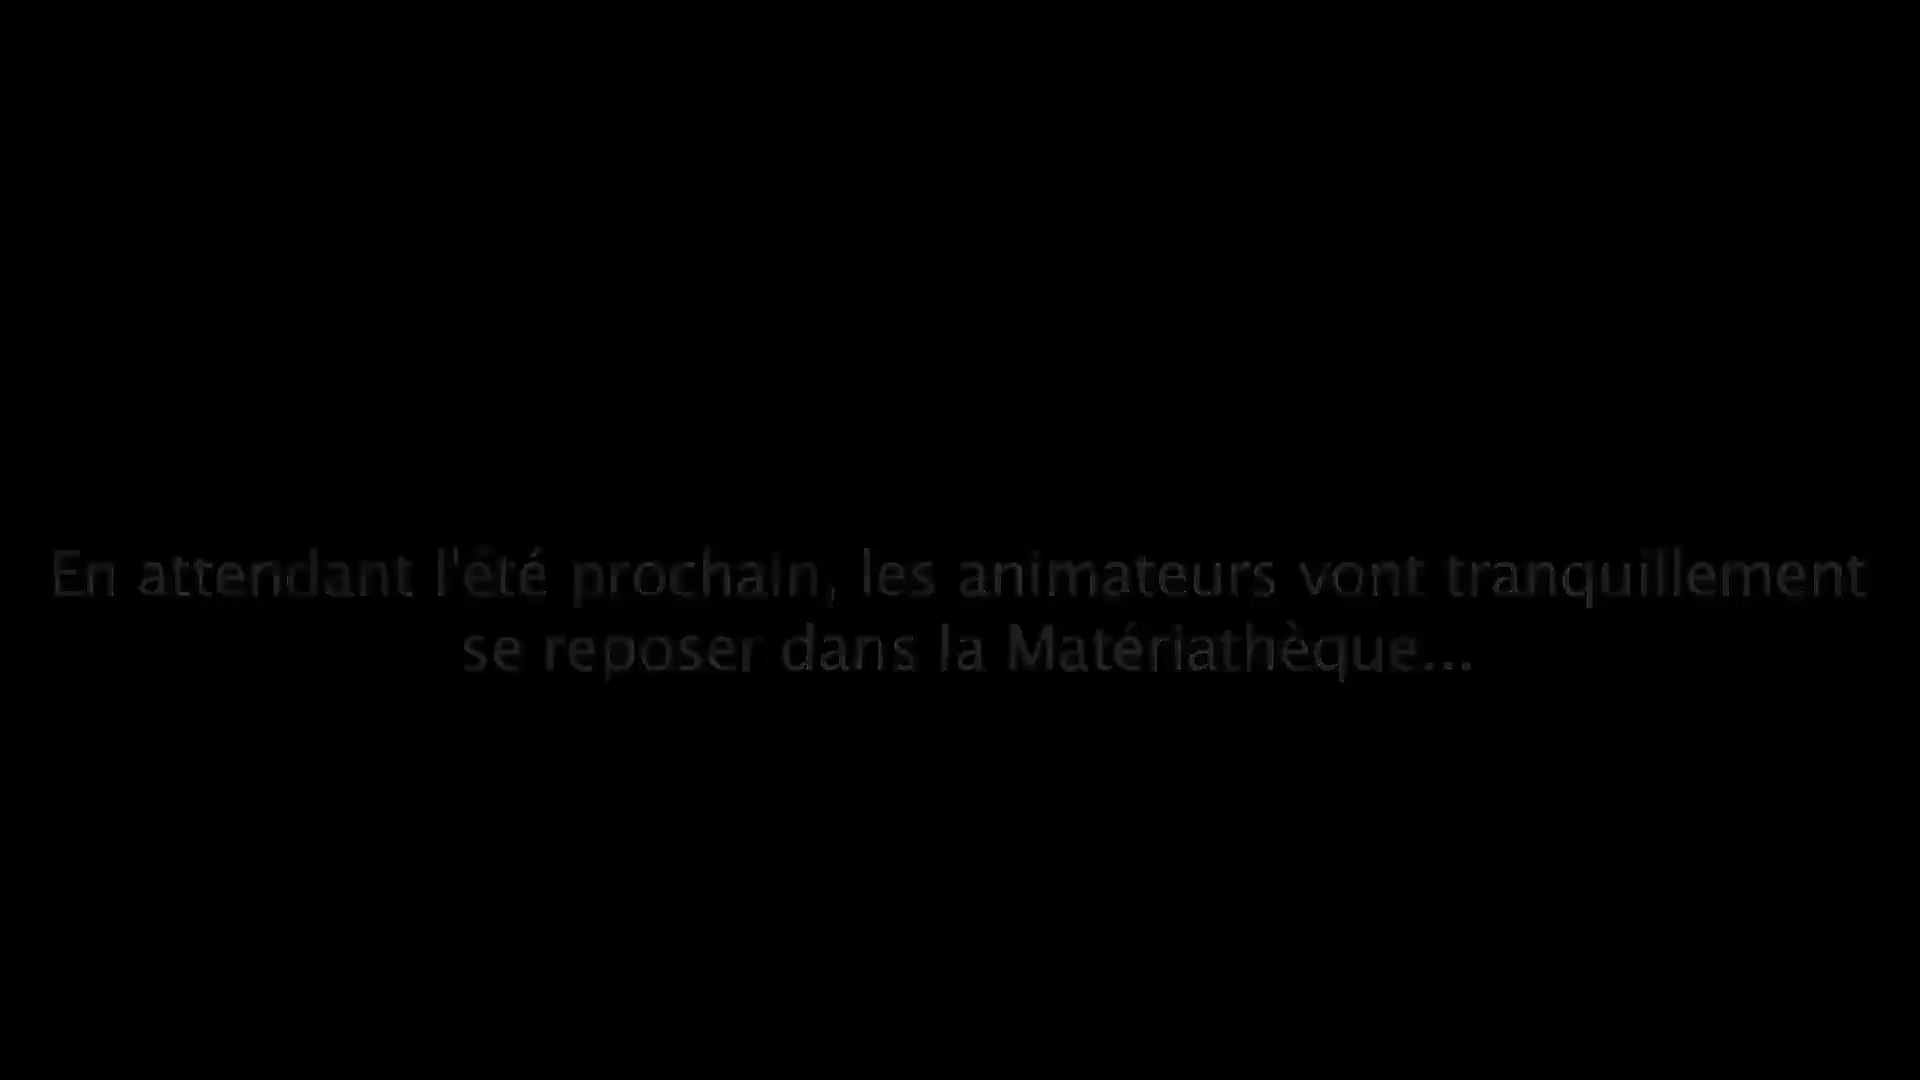 En attendant l'été prochain, les animateurs vont tranquillement
se reposer dans la Matériathèque...